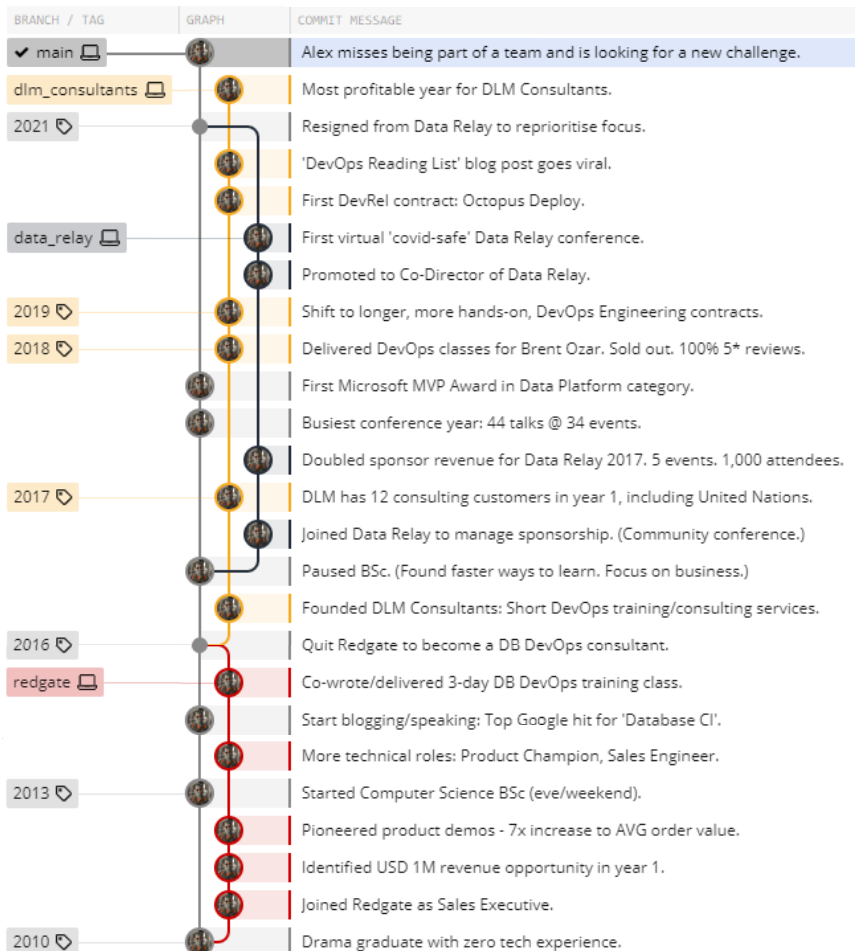 BRANCH / TAG GRAPH COMMIT MESSAGE
main Alex misses being part of a team and is looking for a new challenge.
dlm_consultants Most profitable year for DLM Consultants.
2021 Resigned from Data Relay to reprioritise focus.
'DevOps Reading List' blog post goes viral.
First DevRel contract: Octopus Deploy.
data_relay First virtual 'covid-safe' Data Relay conference.
Promoted to Co-Director of Data Relay.
2019 Shift to longer, more hands-on, DevOps Engineering contracts.
2018 Delivered DevOps classes for Brent Ozar. Sold out. 100% 5* reviews.
First Microsoft MVP Award in Data Platform category.
Busiest conference year: 44 talks @ 34 events.
Doubled sponsor revenue for Data Relay 2017. 5 events. 1,000 attendees.
2017 DLM has 12 consulting customers in year 1, including United Nations.
Joined Data Relay to manage sponsorship. (Community conference.)
Paused BSc. (Found faster ways to learn. Focus on business.)
Founded DLM Consultants: Short DevOps training/consulting services.
2016 Quit Redgate to become a DB DevOps consultant.
redgate Co-wrote/delivered 3-day DB DevOps training class.
Start blogging/speaking: Top Google hit for 'Database CI'.
More technical roles: Product Champion, Sales Engineer.
2013 Started Computer Science BSc (eve/weekend).
Pioneered product demos - 7x increase to AVG order value.
Identified USD 1M revenue opportunity in year 1.
Joined Redgate as Sales Executive.
2010 Drama graduate with zero tech experience.